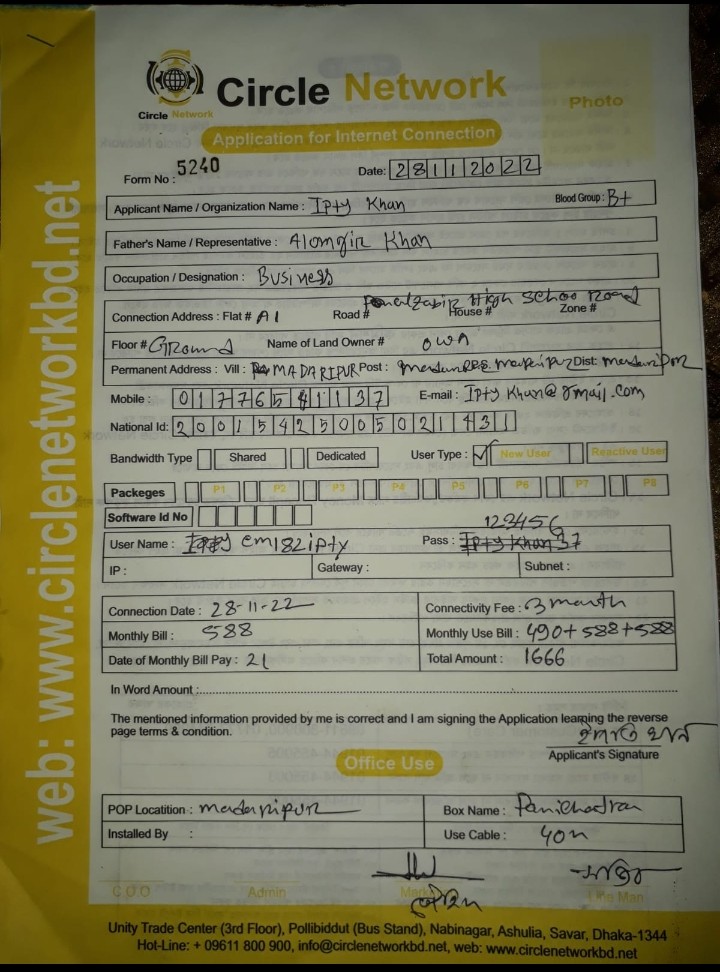 Circle Network
Circle Network
Photo
Application for Internet Connection
Form No : 5240
Date: 28112022
Applicant Name / Organization Name : Ipty Khan Blood Group : B+
Father's Name / Representative : Alomgir Khan
Occupation / Designation : Business
Connection Address : Flat # A1 Road # High School Road House # Zone #
Floor # Ground Name of Land Owner # own
Permanent Address : Vill : MADARIPUR Post : Dist:
Mobile : 01776541137 E-mail : Ipty Khan@gmail.com
National Id: 20015425005021431
Bandwidth Type Shared Dedicated User Type : ✓ New User Reactive User
Packeges P1 P2 P3 P4 P5 P6 P7 P8
Software Id No
123456
User Name : cm182ipty Pass : Ipty Khan 37
IP : Gateway : Subnet :
Connection Date : 28-11-22 Connectivity Fee : 3 month
Monthly Bill : 588 Monthly Use Bill : 490+588+588
Date of Monthly Bill Pay : 21 Total Amount : 1666
In Word Amount :
The mentioned information provided by me is correct and I am signing the Application learning the reverse
page terms & condition.
Applicant's Signature
Office Use
POP Locatition : madaripur Box Name :
Installed By : Use Cable : 40m
C O O Admin Line Man
Unity Trade Center (3rd Floor), Pollibiddut (Bus Stand), Nabinagar, Ashulia, Savar, Dhaka-1344
Hot-Line: + 09611 800 900, info@circlenetworkbd.net, web: www.circlenetworkbd.net
web: www.circlenetworkbd.net